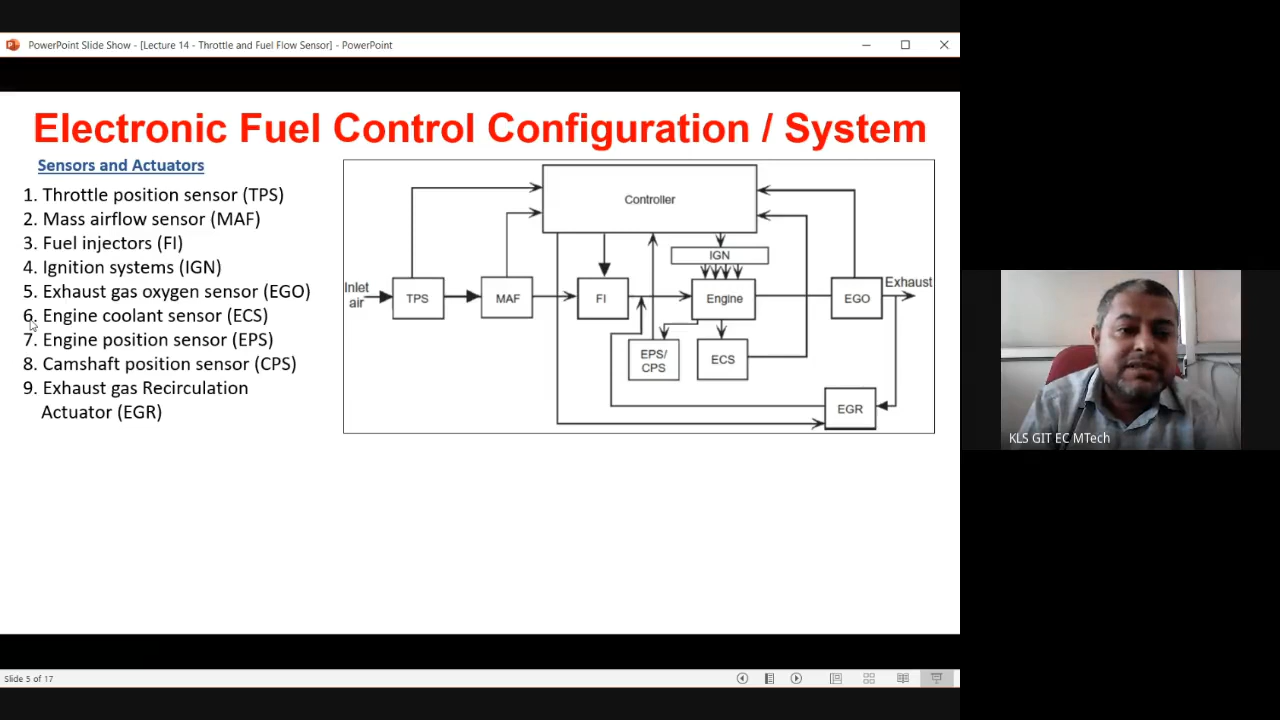 PowerPoint Slide Show - [Lecture 14 - Throttle and Fuel Flow Sensor] - PowerPoint
Electronic Fuel Control Configuration / System
Sensors and Actuators
1. Throttle position sensor (TPS)
2. Mass airflow sensor (MAF)
3. Fuel injectors (FI)
4. Ignition systems (IGN)
5. Exhaust gas oxygen sensor (EGO)
6. Engine coolant sensor (ECS)
7. Engine position sensor (EPS)
8. Camshaft position sensor (CPS)
9. Exhaust gas Recirculation
Actuator (EGR)
Controller
IGN
Inlet
air
TPS
MAF
FI
Engine
EGO
Exhaust
EPS/
CPS
ECS
EGR
KLS GIT EC MTech
Slide 5 of 17